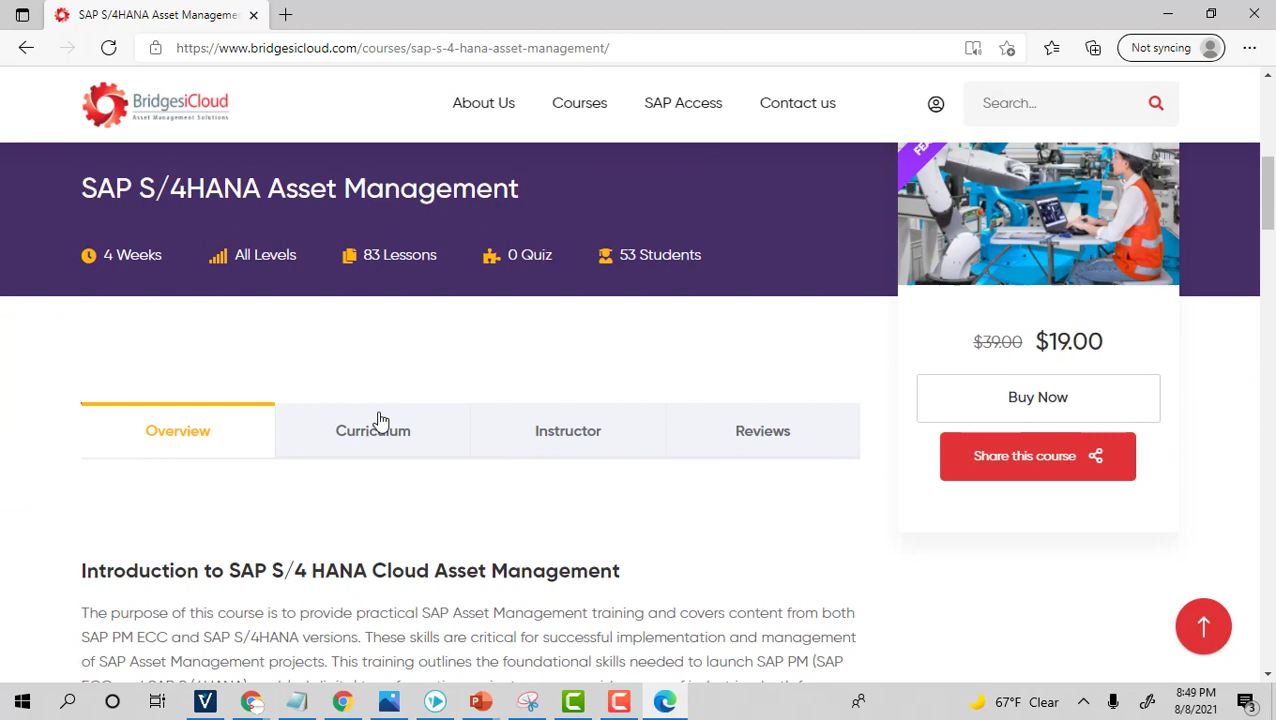 SAP S/4HANA Asset Manageme
https://www.bridgesicloud.com/courses/sap-s-4-hana-asset-management/
Not syncing
BridgesiCloud
Asset Management Solutions
About Us
Courses
SAP Access
Contact us
Search...
SAP S/4HANA Asset Management
4 Weeks
All Levels
83 Lessons
0 Quiz
53 Students
$39.00 $19.00
Buy Now
Share this course
Overview
Curriculum
Instructor
Reviews
Introduction to SAP S/4 HANA Cloud Asset Management
The purpose of this course is to provide practical SAP Asset Management training and covers content from both
SAP PM ECC and SAP S/4HANA versions. These skills are critical for successful implementation and management
of SAP Asset Management projects. This training outlines the foundational skills needed to launch SAP PM (SAP
67°F Clear
8:49 PM
8/8/2021
3